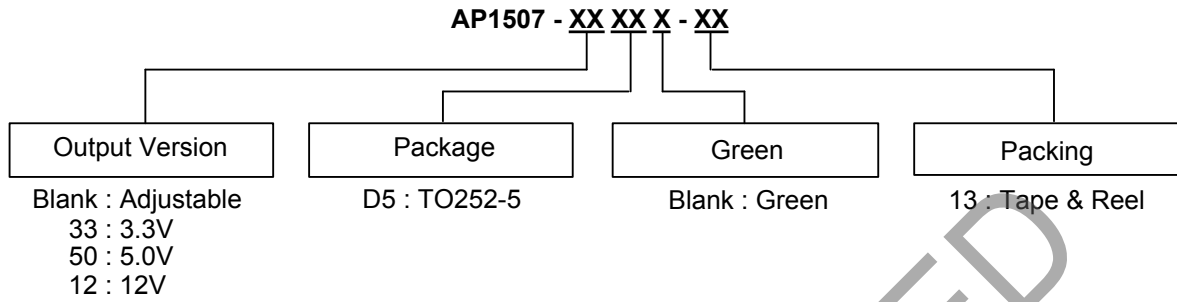 AP1507 - XX XX X - XX
Output Version
Package
Green
Packing
Blank : Adjustable
33 : 3.3V
50 : 5.0V
12 : 12V
D5 : TO252-5
Blank : Green
13 : Tape & Reel
ED